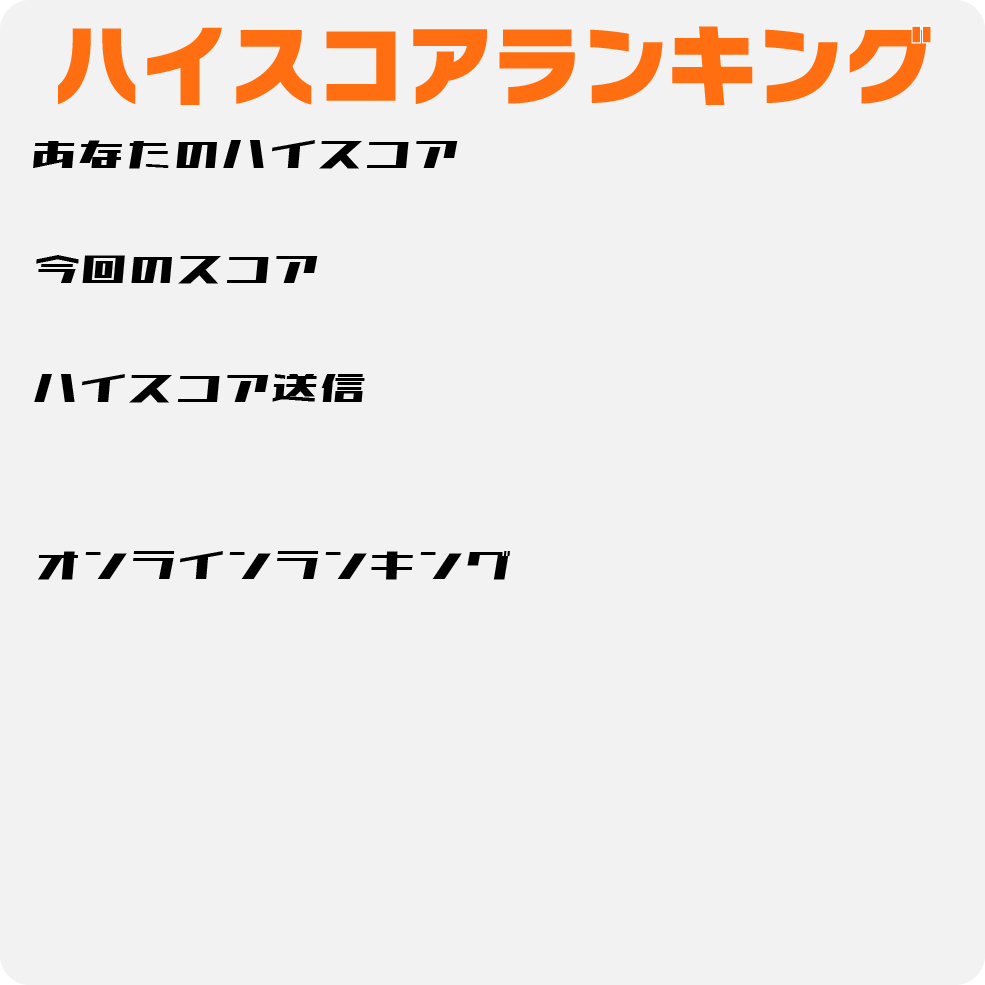 ハイスコアランキング
あなたのハイスコア
今回のスコア
ハイスコア送信
オンラインランキング